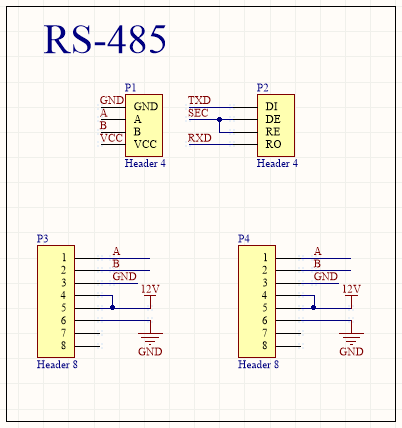 RS-485
P1
P2
GND GND
A A
B B
VCC VCC
Header 4
TXD DI
SEC DE
RE
RXD RO
Header 4
P3
1 A
2 B
3 GND
4 12V
5
6
7
8 GND
Header 8
P4
1 A
2 B
3 GND
4 12V
5
6
7
8 GND
Header 8